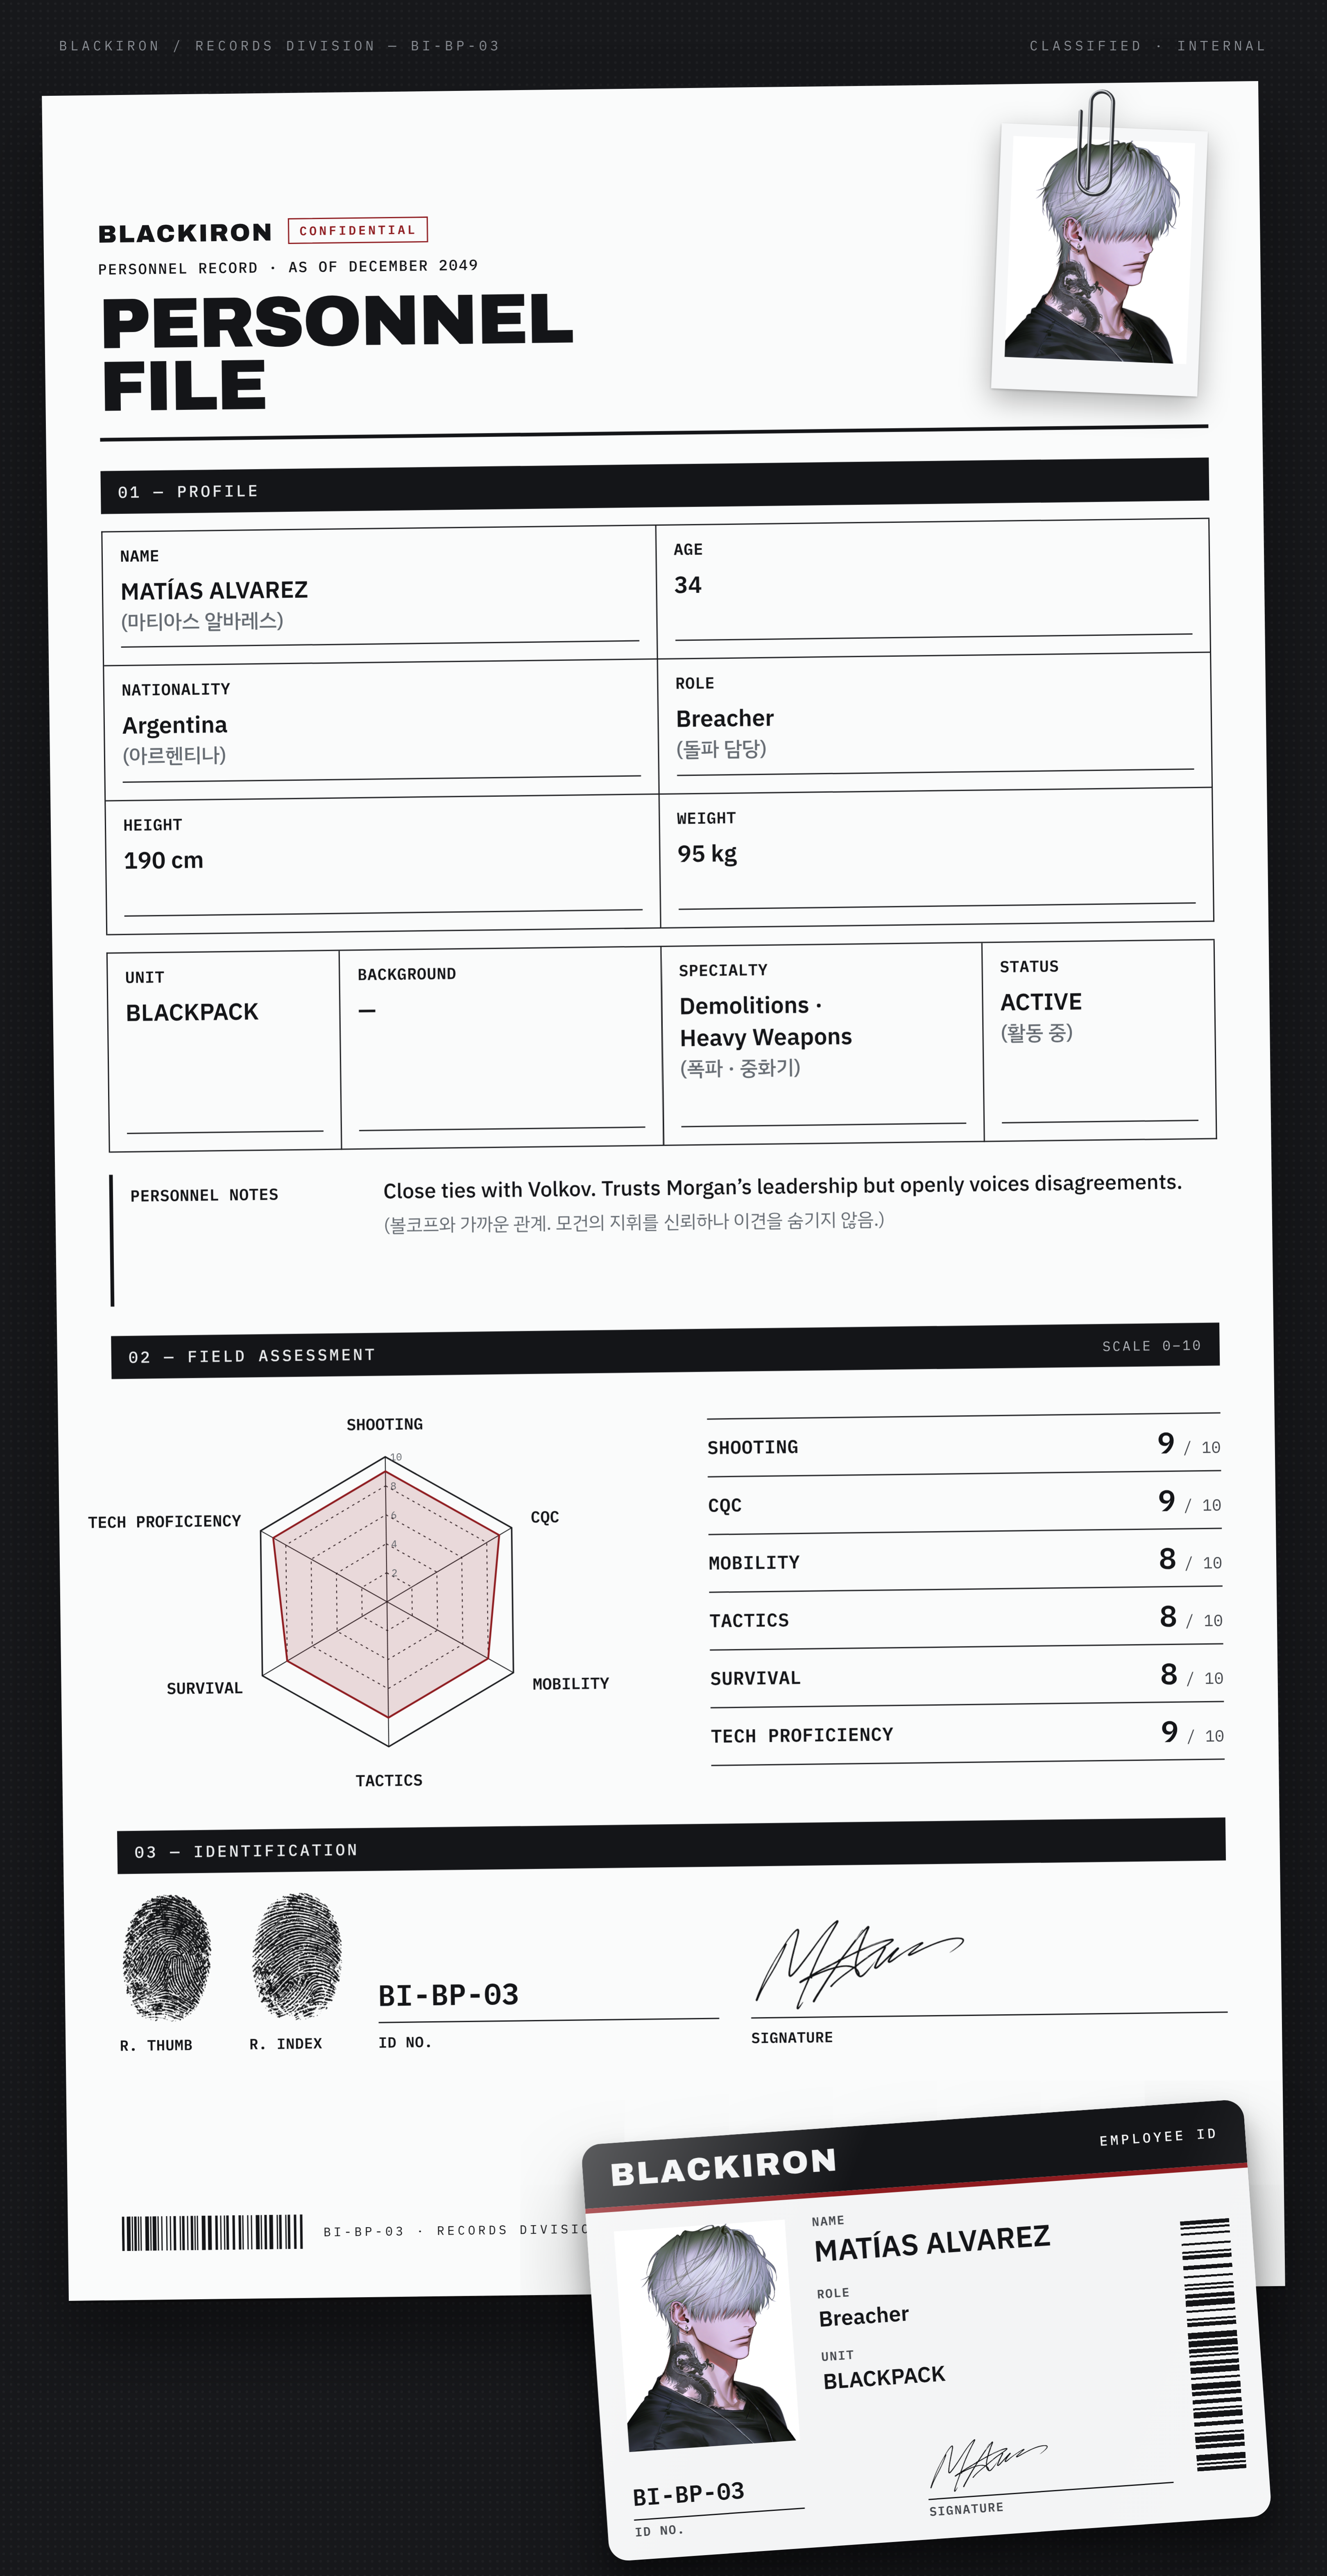 BLACKIRON / RECORDS DIVISION — BI-BP-03
CLASSIFIED · INTERNAL
BLACKIRON
CONFIDENTIAL
PERSONNEL RECORD · AS OF DECEMBER 2049
PERSONNEL
FILE
01 — PROFILE
NAME
MATÍAS ALVAREZ
(마티아스 알바레스)
AGE
34
NATIONALITY
Argentina
(아르헨티나)
ROLE
Breacher
(돌파 담당)
HEIGHT
190 cm
WEIGHT
95 kg
UNIT
BLACKPACK
BACKGROUND
—
SPECIALTY
Demolitions ·
Heavy Weapons
(폭파 · 중화기)
STATUS
ACTIVE
(활동 중)
PERSONNEL NOTES
Close ties with Volkov. Trusts Morgan’s leadership but openly voices disagreements.
(볼코프와 가까운 관계. 모건의 지휘를 신뢰하나 이견을 숨기지 않음.)
02 — FIELD ASSESSMENT
SCALE 0–10
SHOOTING
10
8
6
4
2
CQC
MOBILITY
TACTICS
SURVIVAL
TECH PROFICIENCY
SHOOTING 9 / 10
CQC 9 / 10
MOBILITY 8 / 10
TACTICS 8 / 10
SURVIVAL 8 / 10
TECH PROFICIENCY 9 / 10
03 — IDENTIFICATION
R. THUMB
R. INDEX
BI-BP-03
ID NO.
SIGNATURE
BI-BP-03 · RECORDS DIVISIO
BLACKIRON
EMPLOYEE ID
NAME
MATÍAS ALVAREZ
ROLE
Breacher
UNIT
BLACKPACK
BI-BP-03
ID NO.
SIGNATURE